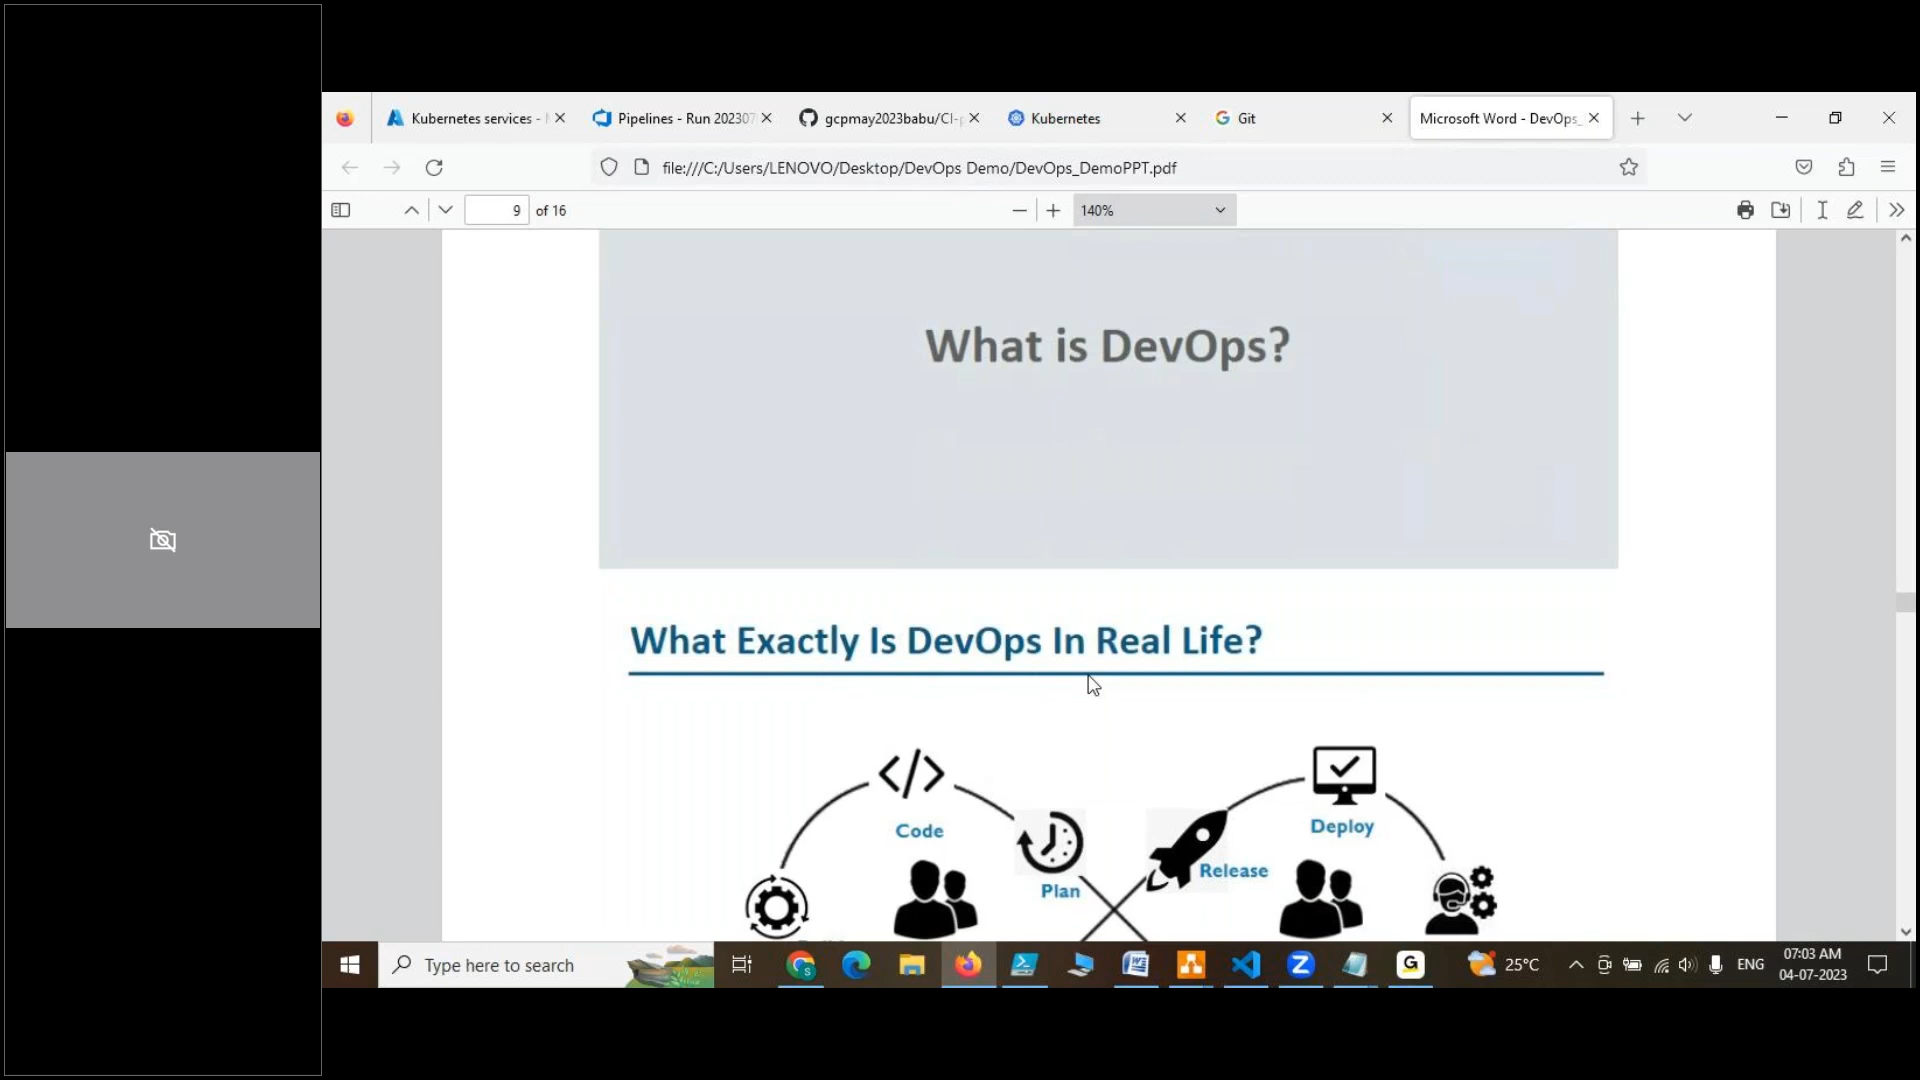 Kubernetes services -
Pipelines - Run 202307
gcpmay2023babu/CI-
Kubernetes
Git
Microsoft Word - DevOps_
file:///C:/Users/LENOVO/Desktop/DevOps Demo/DevOps_DemoPPT.pdf
9 of 16
140%
What is DevOps?
What Exactly Is DevOps In Real Life?
Code
Deploy
Plan
Release
Type here to search
25°C
ENG
07:03 AM
04-07-2023